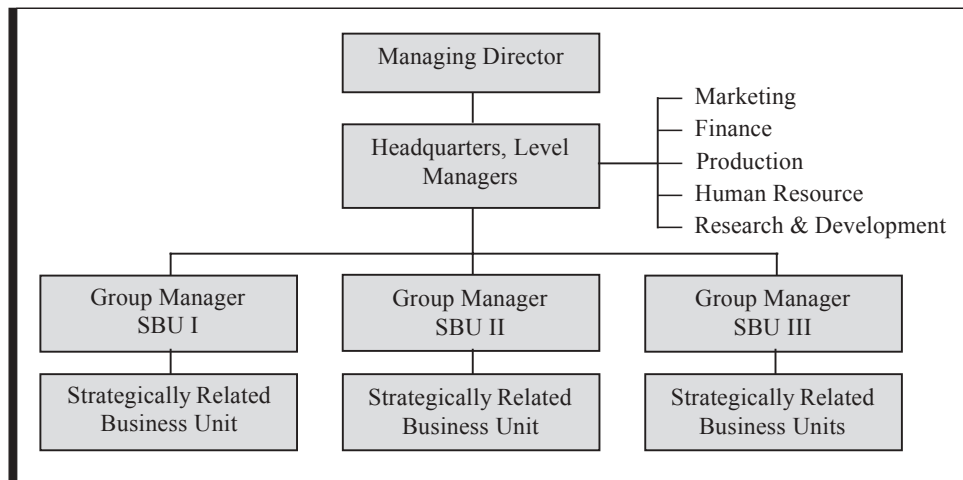 Managing Director
Headquarters, Level
Managers
Marketing
Finance
Production
Human Resource
Research & Development
Group Manager
SBU I
Group Manager
SBU II
Group Manager
SBU III
Strategically Related
Business Unit
Strategically Related
Business Unit
Strategically Related
Business Units